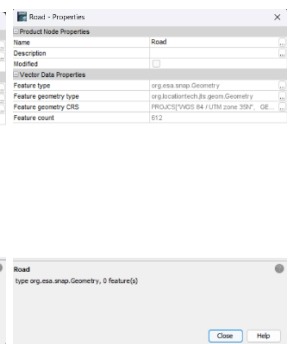 Road - Properties
Product Node Properties
Name Road
Description
Modified
Vector Data Properties
Feature type org.esa.snap.Geometry
Feature geometry type org.locationtech.jts.geom.Geometry
Feature geometry CRS PROJCS["WGS 84 / UTM zone 35N", GE...
Feature count 612
Road
type org.esa.snap.Geometry, 0 feature(s)
Close Help